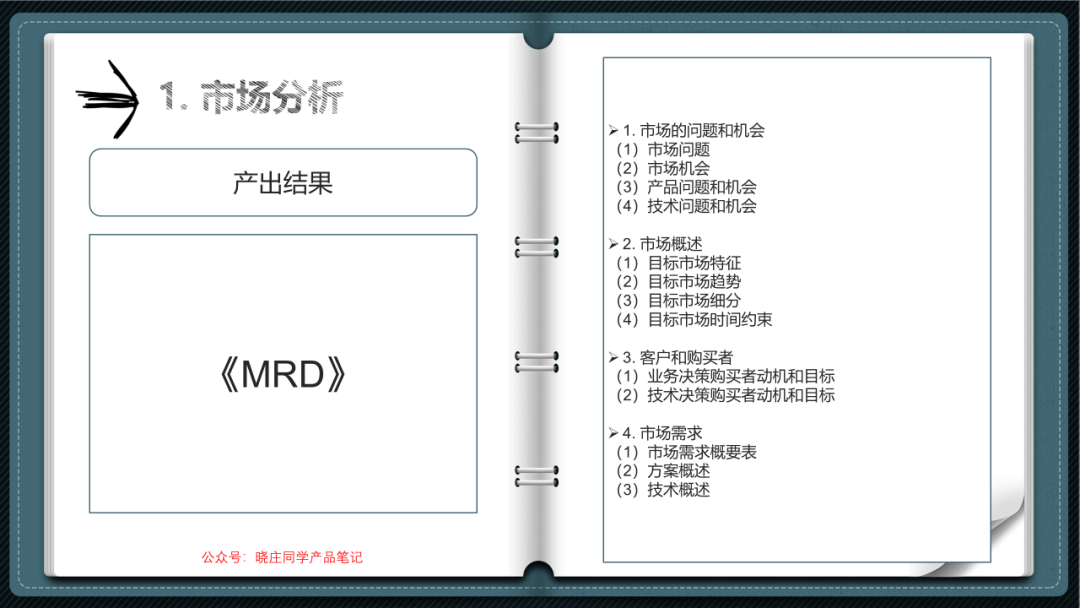 1. 市场分析
产出结果
《MRD》
公众号：晓庄同学产品笔记
➢ 1. 市场的问题和机会
（1）市场问题
（2）市场机会
（3）产品问题和机会
（4）技术问题和机会
➢ 2. 市场概述
（1）目标市场特征
（2）目标市场趋势
（3）目标市场细分
（4）目标市场时间约束
➢ 3. 客户和购买者
（1）业务决策购买者动机和目标
（2）技术决策购买者动机和目标
➢ 4. 市场需求
（1）市场需求概要表
（2）方案概述
（3）技术概述